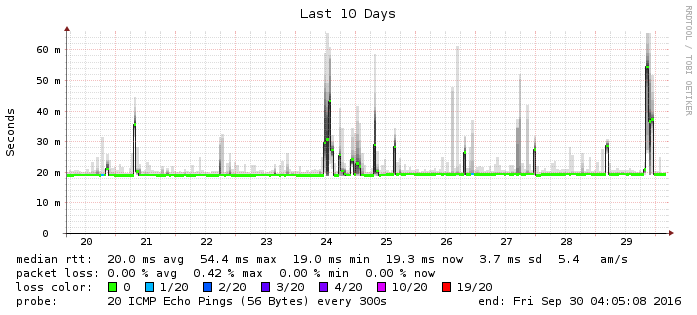 Last 10 Days
RRDTOOL / TOBI OETIKER
Seconds
60 m
50 m
40 m
30 m
20 m
10 m
0
20 21 22 23 24 25 26 27 28 29
median rtt: 20.0 ms avg 54.4 ms max 19.0 ms min 19.3 ms now 3.7 ms sd 5.4 am/s
packet loss: 0.00 % avg 0.42 % max 0.00 % min 0.00 % now
loss color: 0 1/20 2/20 3/20 4/20 10/20 19/20
probe: 20 ICMP Echo Pings (56 Bytes) every 300s end: Fri Sep 30 04:05:08 2016